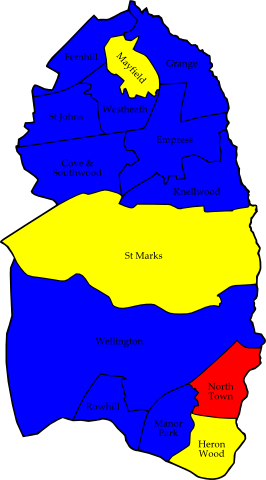 Fernhill
Mayfield
Grange
St Johns
Westheath
Empress
Cove &
Southwood
Knellwood
St Marks
Wellington
North
Town
Rowhill
Manor
Park
Heron
Wood